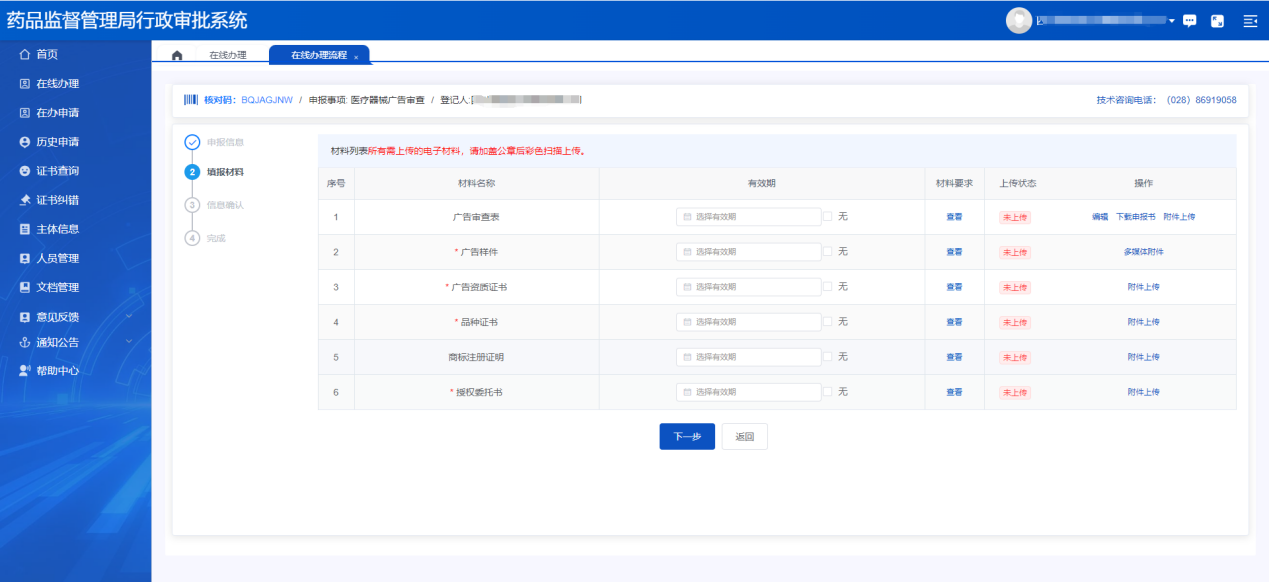 药品监督管理局行政审批系统
首页
在线办理
在办申请
历史申请
证书查询
证书纠错
主体信息
人员管理
文档管理
意见反馈
通知公告
帮助中心
在线办理 在线办理流程 ×
核对码： BQJAGJNW / 申报事项: 医疗器械广告审查 / 登记人:[ ] 技术咨询电话：（028）86919058
申报信息
2 填报材料
3 信息确认
4 完成
材料列表所有需上传的电子材料，请加盖公章后彩色扫描上传。
序号 材料名称 有效期 材料要求 上传状态 操作
1 广告审查表 选择有效期 无 查看 未上传 编辑 下载申报书 附件上传
2 * 广告样件 选择有效期 无 查看 未上传 多媒体附件
3 * 广告资质证书 选择有效期 无 查看 未上传 附件上传
4 * 品种证书 选择有效期 无 查看 未上传 附件上传
5 商标注册证明 选择有效期 无 查看 未上传 附件上传
6 * 授权委托书 选择有效期 无 查看 未上传 附件上传
下一步 返回